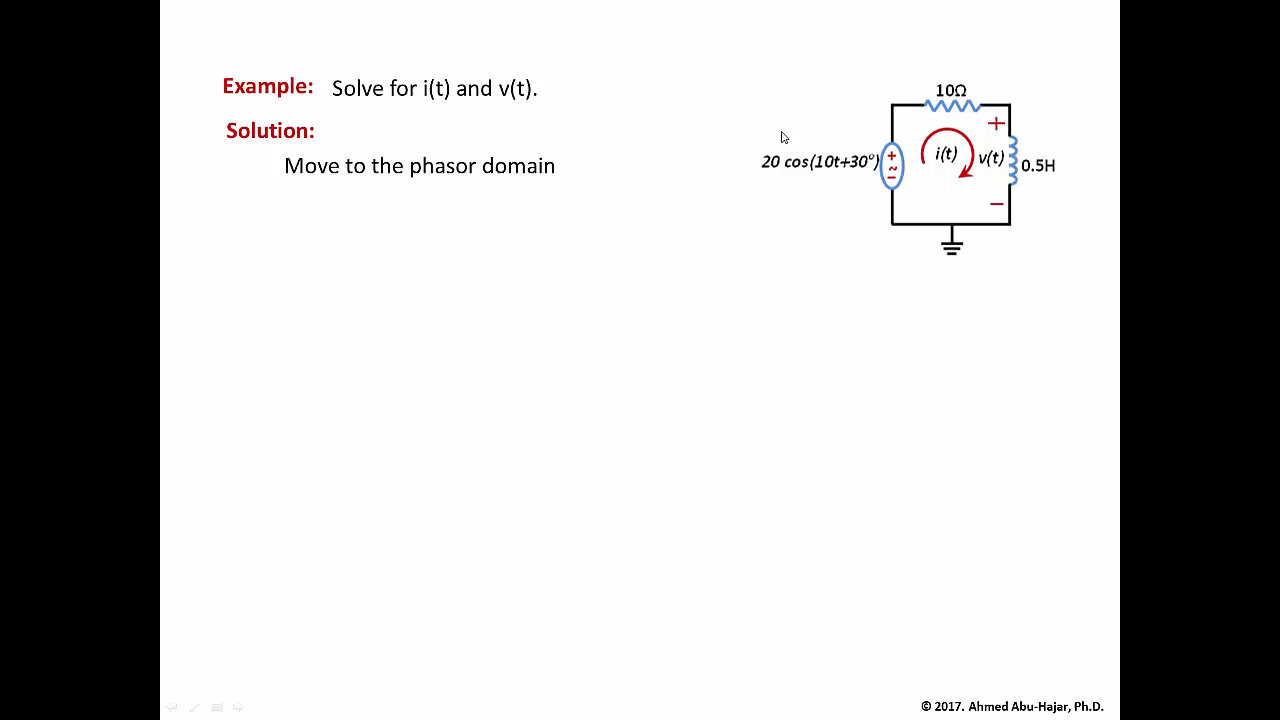 Example: Solve for i(t) and v(t).
Solution:
Move to the phasor domain
10Ω
+
20 cos(10t+30°)
+
~
−
i(t)
v(t)
0.5H
−
© 2017. Ahmed Abu-Hajar, Ph.D.